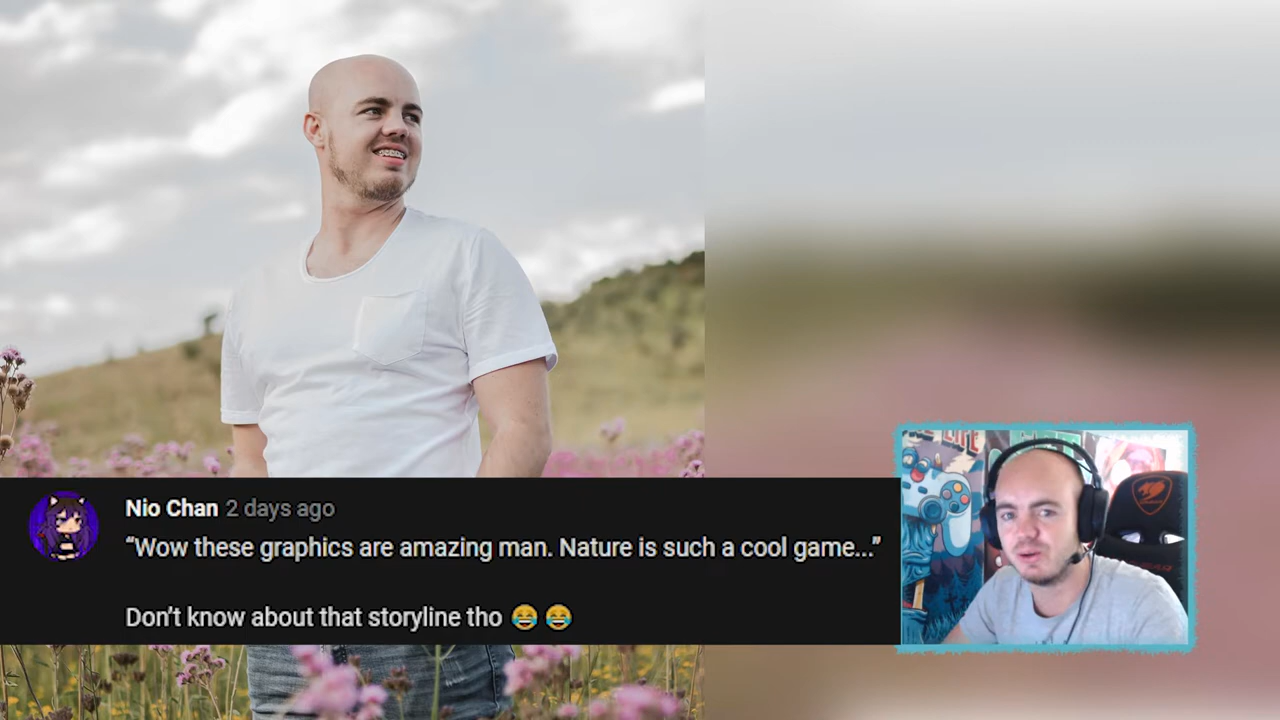 Nio Chan 2 days ago
“Wow these graphics are amazing man. Nature is such a cool game...”
Don't know about that storyline tho 😂 😂
LIFE